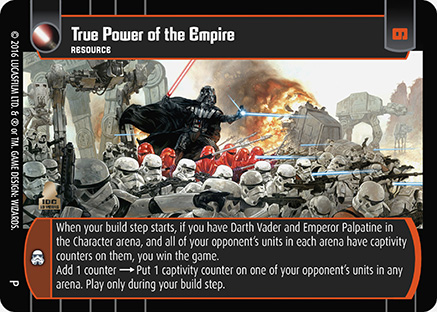 True Power of the Empire
RESOURCE
6
© 2016 LUCASFILM LTD. & ® or TM. GAME DESIGN: WIZARDS.
IDC
When your build step starts, if you have Darth Vader and Emperor Palpatine in
the Character arena, and all of your opponent's units in each arena have captivity
counters on them, you win the game.
Add 1 counter → Put 1 captivity counter on one of your opponent's units in any
arena. Play only during your build step.
P